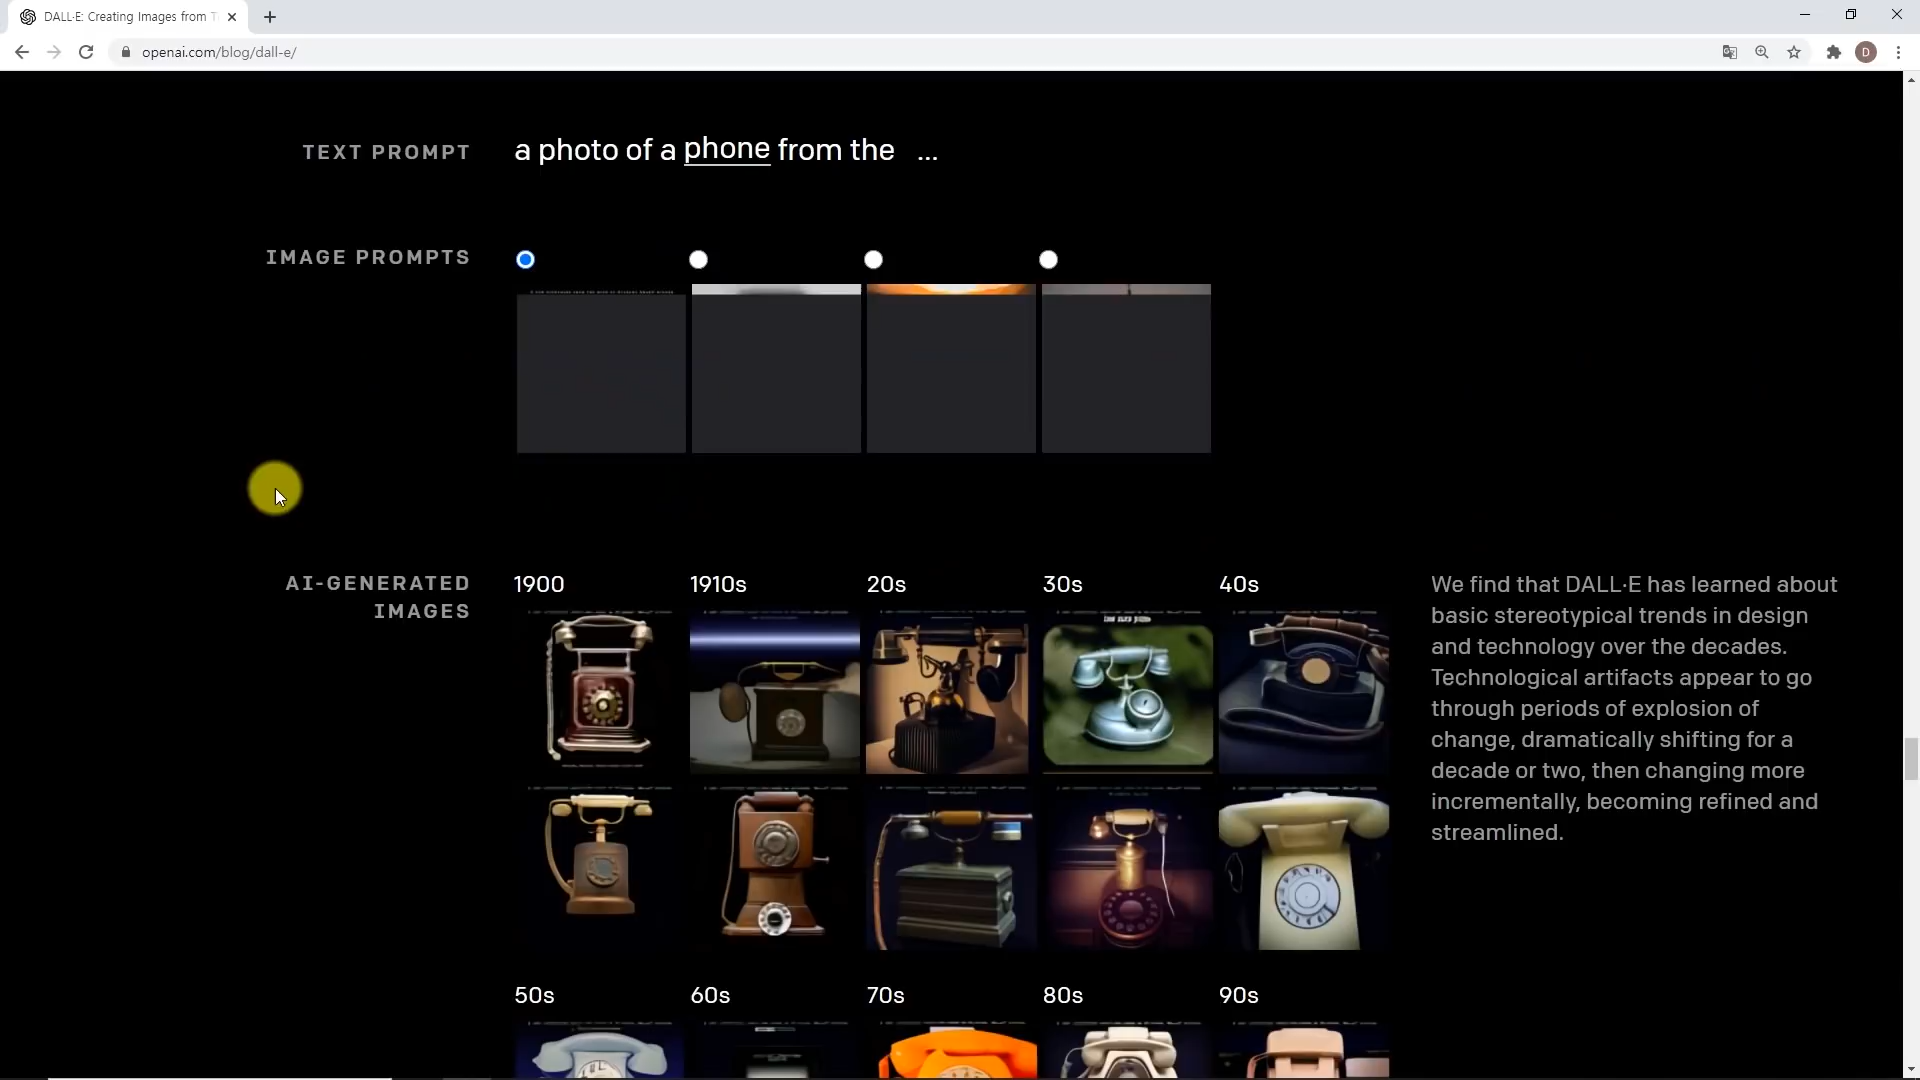 DALL·E: Creating Images from T
openai.com/blog/dall-e/
D
TEXT PROMPT
a photo of a phone from the ...
IMAGE PROMPTS
AI-GENERATED
IMAGES
1900 1910s 20s 30s 40s
50s 60s 70s 80s 90s
We find that DALL·E has learned about
basic stereotypical trends in design
and technology over the decades.
Technological artifacts appear to go
through periods of explosion of
change, dramatically shifting for a
decade or two, then changing more
incrementally, becoming refined and
streamlined.